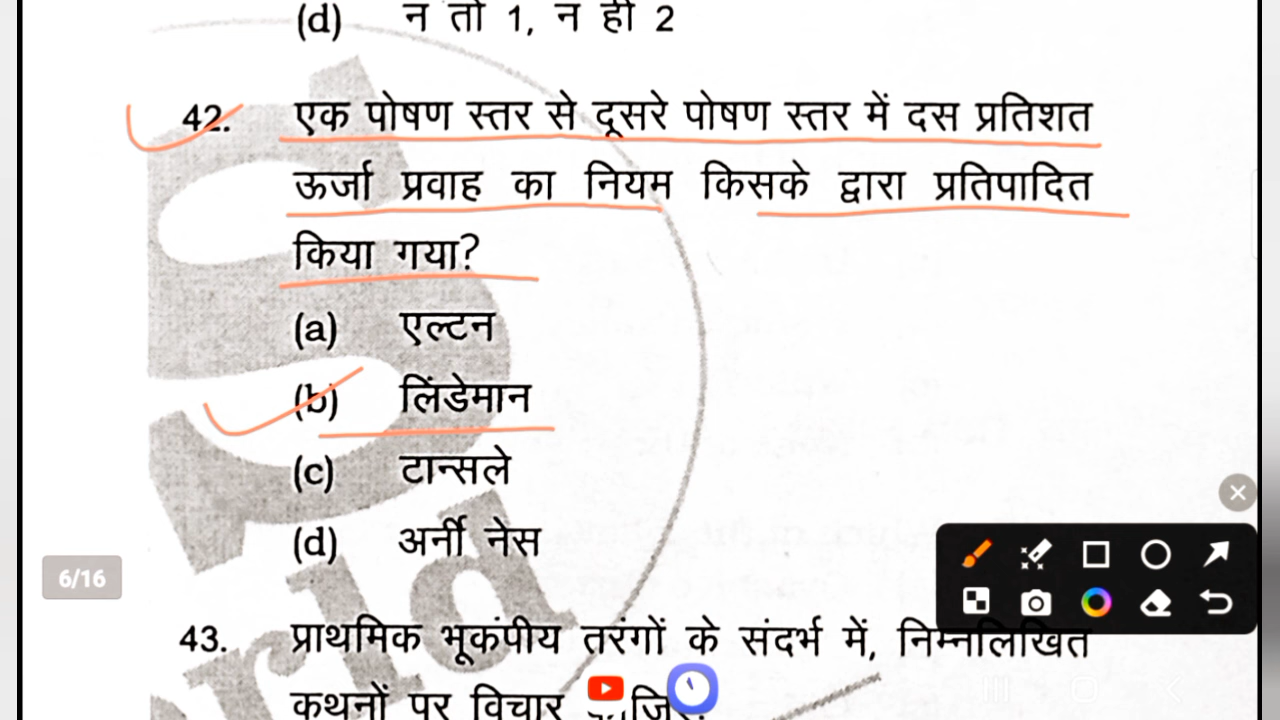 (d) न तो 1, न ही 2
42. एक पोषण स्तर से दूसरे पोषण स्तर में दस प्रतिशत
ऊर्जा प्रवाह का नियम किसके द्वारा प्रतिपादित
किया गया?
(a) एल्टन
(b) लिंडेमान
(c) टान्सले
(d) अर्नी नेस
6/16
43. प्राथमिक भूकंपीय तरंगों के संदर्भ में, निम्नलिखित
कथनों पर विचार